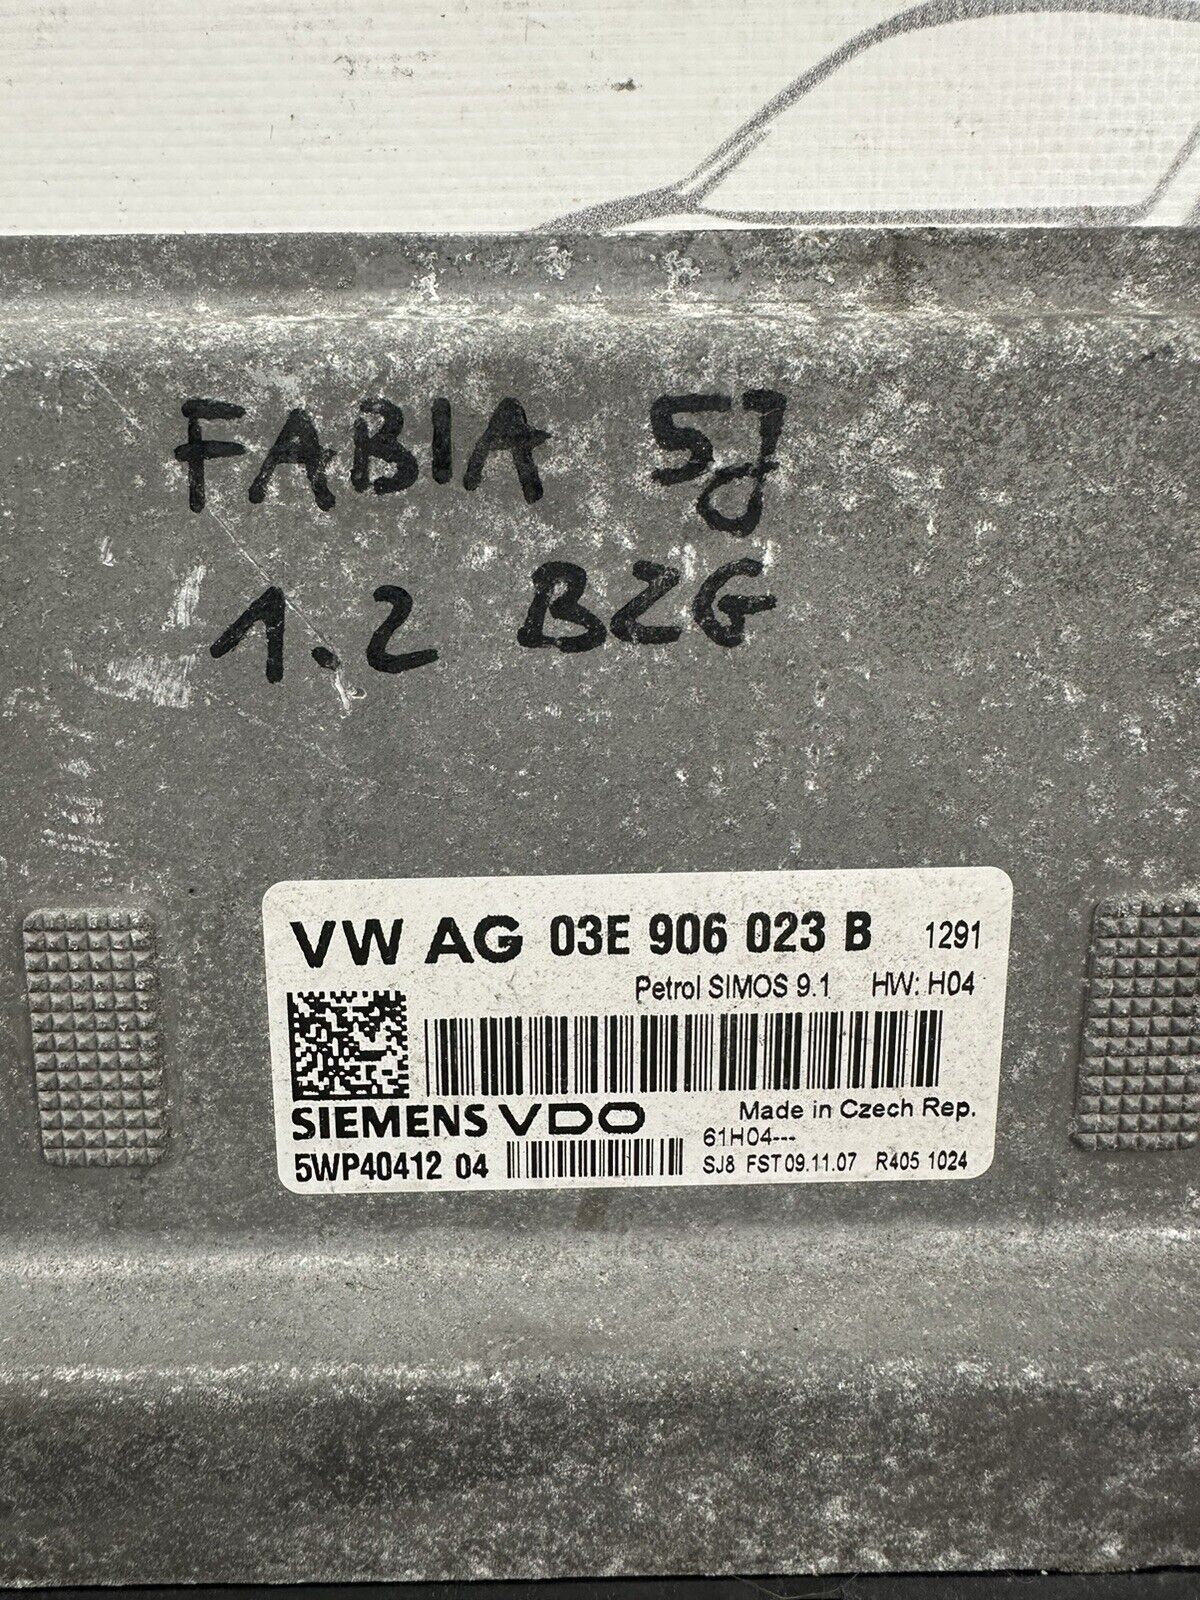 FABIA 5J
1.2 BZG
VW AG 03E 906 023 B 1291
Petrol SIMOS 9.1 HW: H04
SIEMENS VDO Made in Czech Rep.
61H04---
5WP40412 04 SJ8 FST 09.11.07 R405 1024